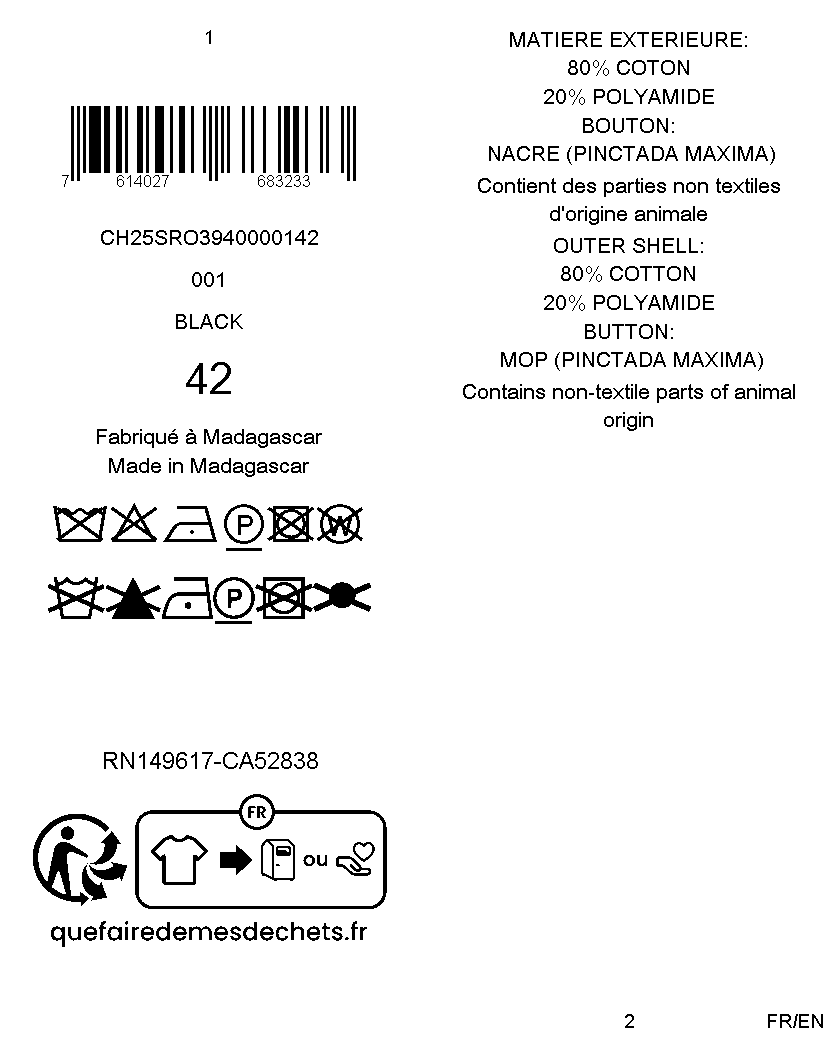 1
7 614027 683233
CH25SRO3940000142
001
BLACK
42
Fabriqué à Madagascar
Made in Madagascar
P
W
P
RN149617-CA52838
FR
ou
quefairedemesdechets.fr
MATIERE EXTERIEURE:
80% COTON
20% POLYAMIDE
BOUTON:
NACRE (PINCTADA MAXIMA)
Contient des parties non textiles
d'origine animale
OUTER SHELL:
80% COTTON
20% POLYAMIDE
BUTTON:
MOP (PINCTADA MAXIMA)
Contains non-textile parts of animal
origin
2
FR/EN